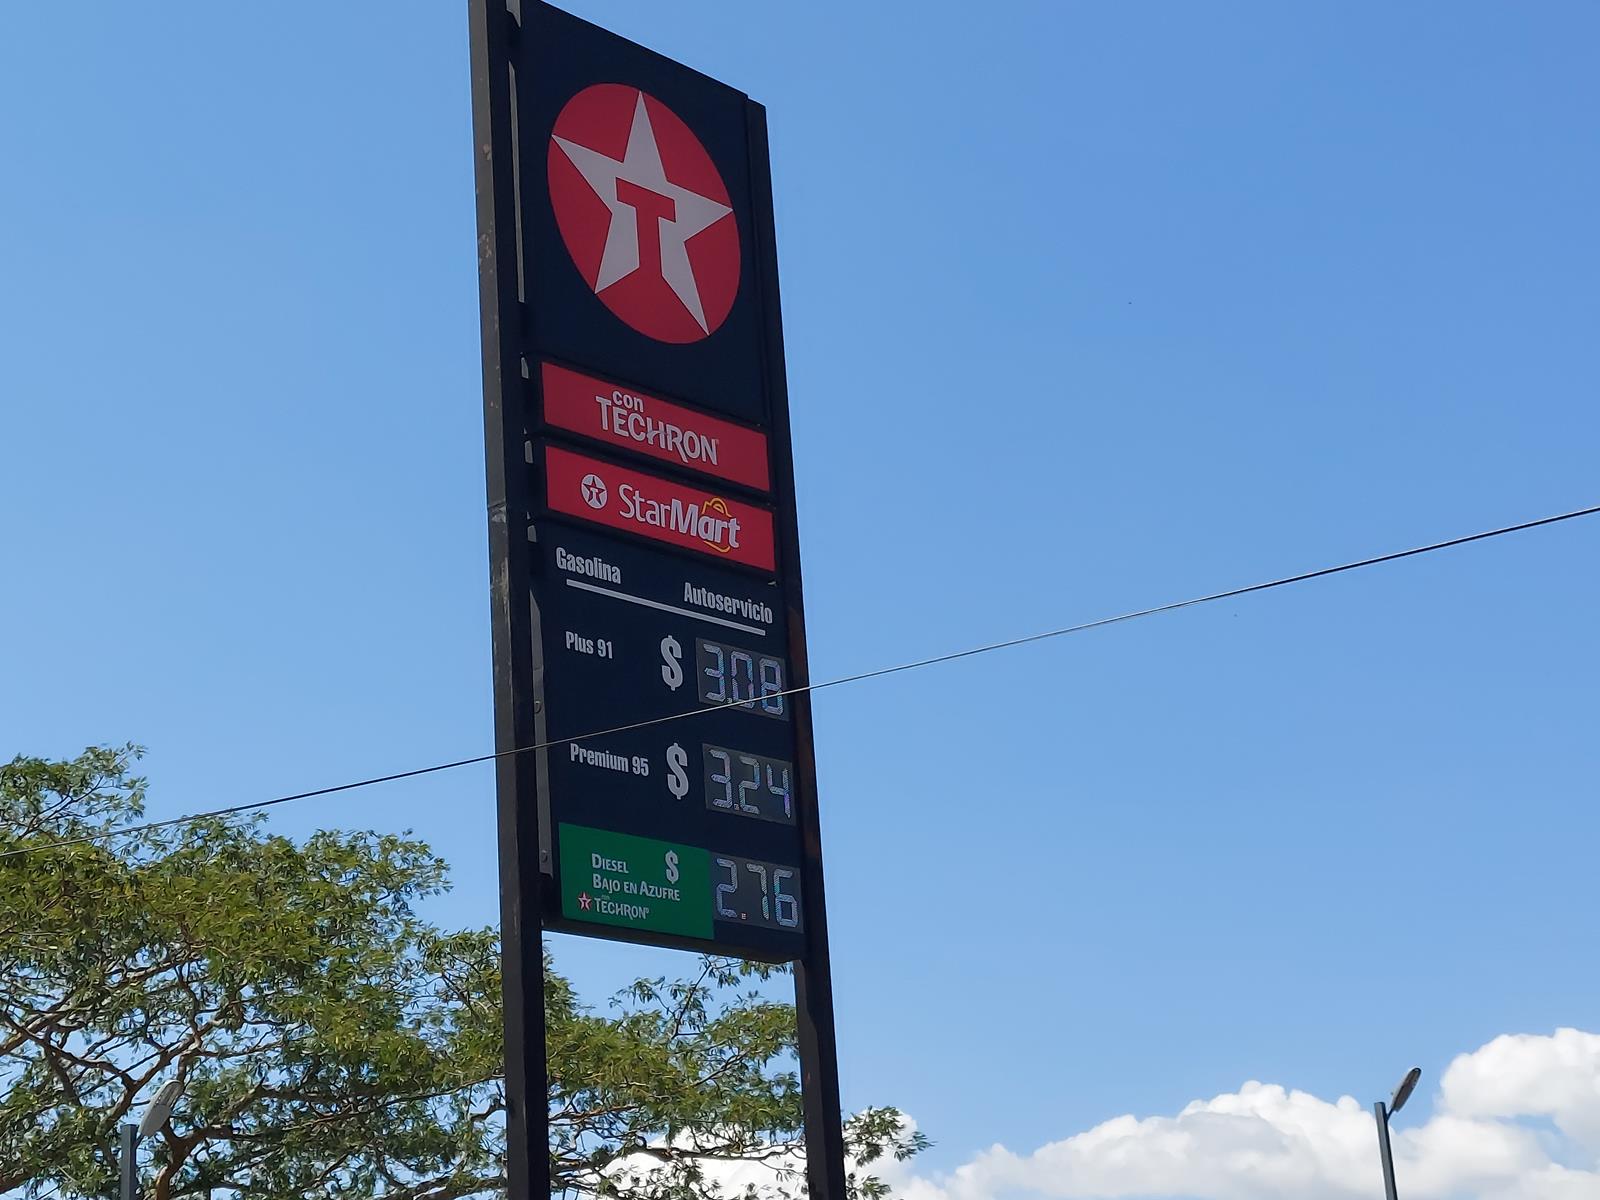 T
con
TECHRON
StarMart
Gasolina
Autoservicio
Plus 91 $ 3.08
Premium 95 $ 3.24
DIESEL $ 2.76
BAJO EN AZUFRE
con
TECHRON®